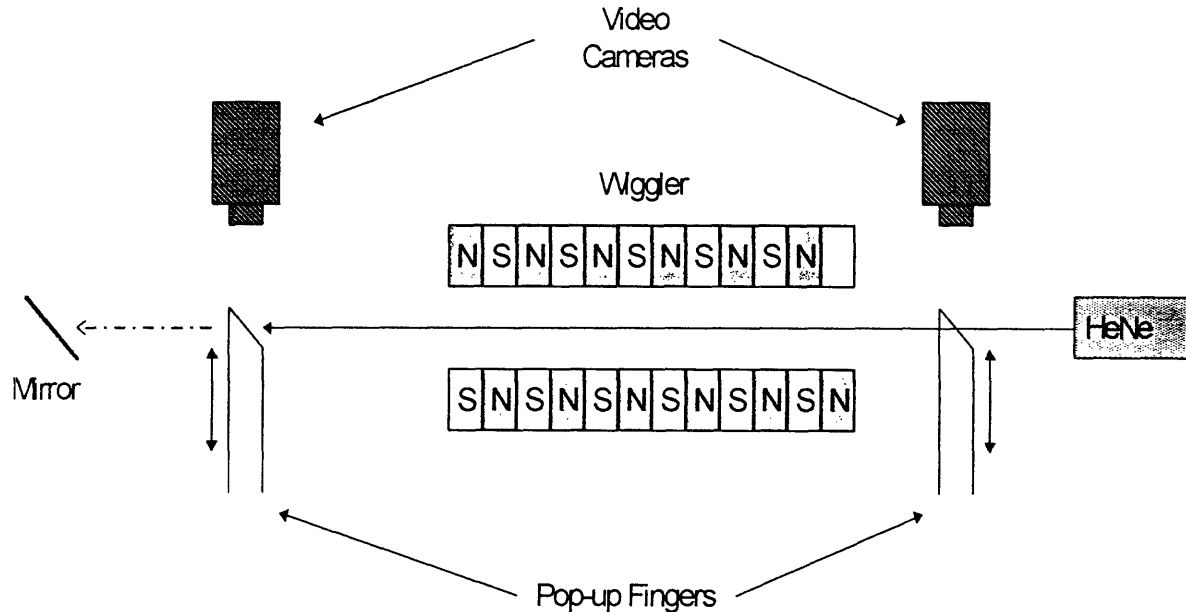 Video
Cameras
Wiggler
N S N S N S N S N S N
HeNe
Mirror
S N S N S N S N S N S N
Pop-up Fingers